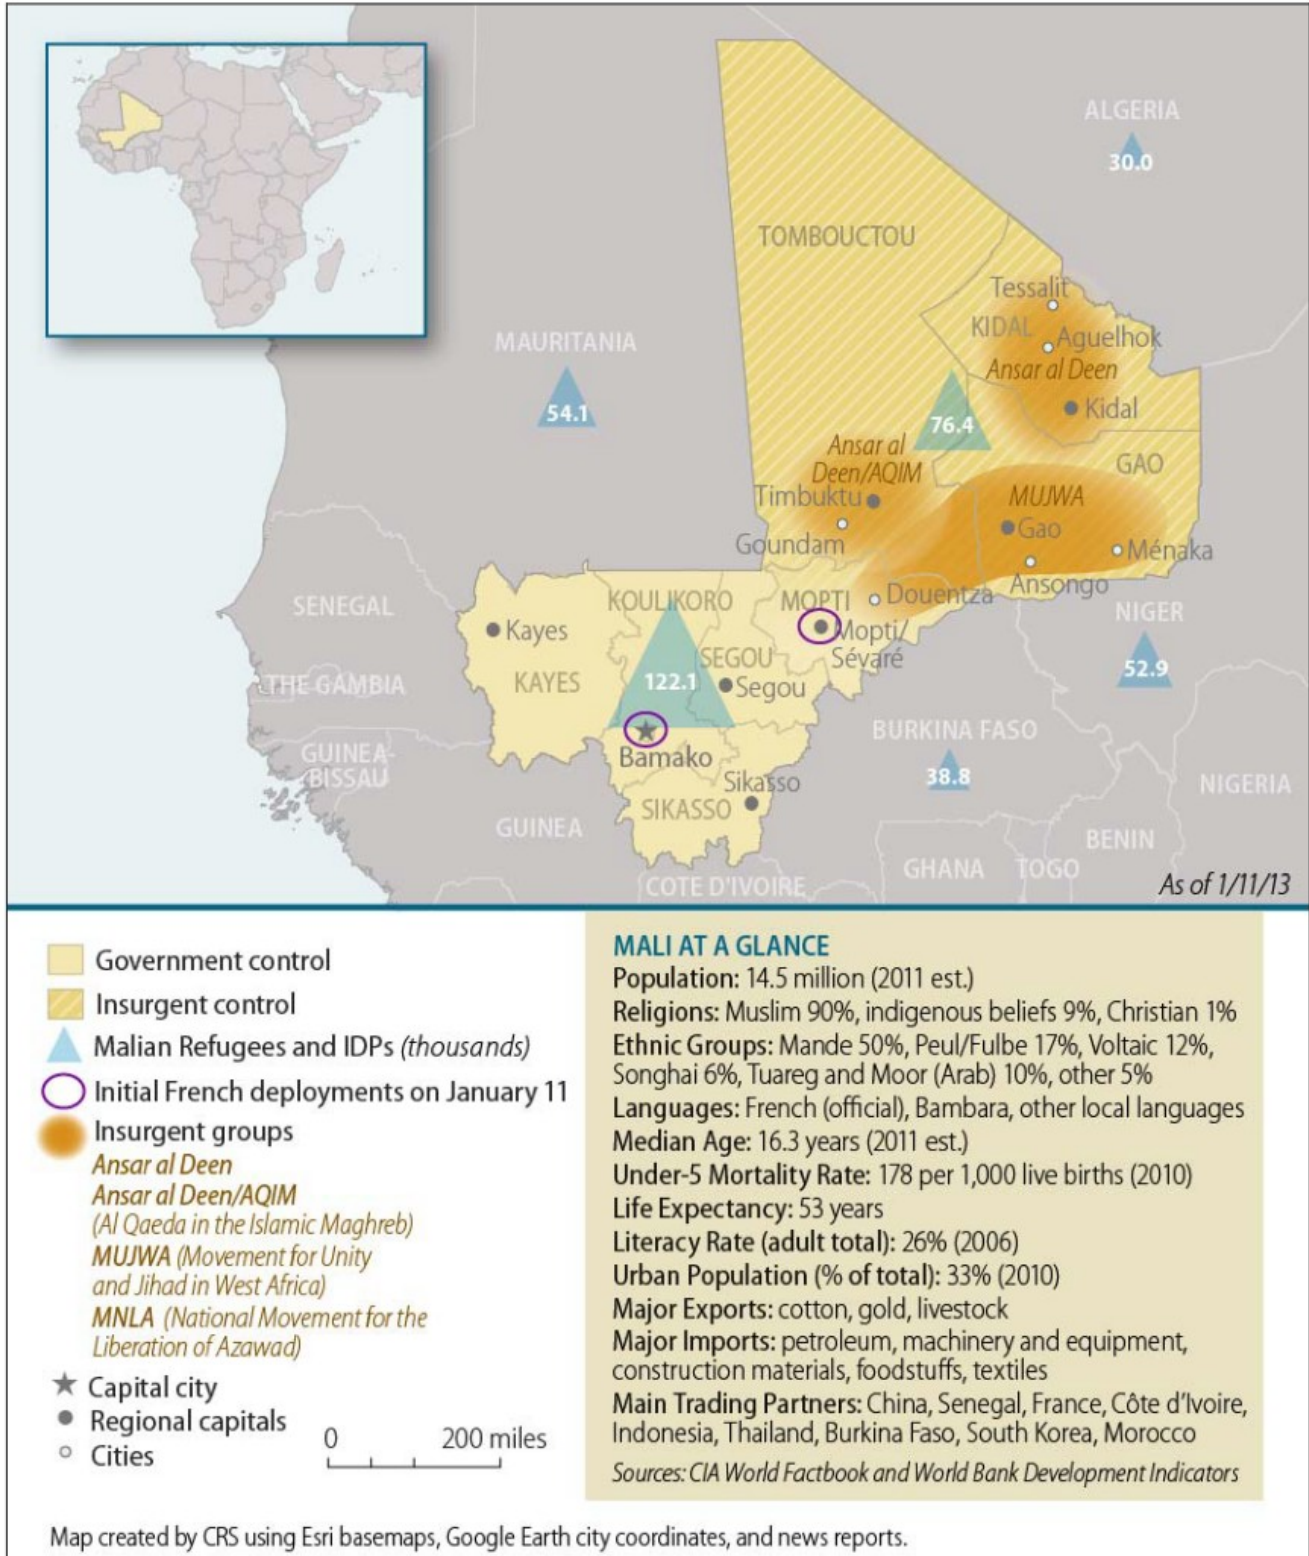 ALGERIA
30.0
TOMBOUCTOU
Tessalit
KIDAL
Aguelhok
Ansar al Deen
Kidal
MAURITANIA
54.1
76.4
Ansar al
Deen/AQIM
GAO
Timbuktu
MUJWA
Gao
Goundam
Ménaka
Ansongo
SENEGAL
KOULIKORO
MOPTI
Douentza
NIGER
Kayes
Mopti/
Sévaré
SEGOU
52.9
THE GAMBIA
KAYES
122.1
Segou
BURKINA FASO
GUINEA-
BISSAU
Bamako
38.8
Sikasso
NIGERIA
SIKASSO
GUINEA
BENIN
GHANA
TOGO
COTE D'IVOIRE
As of 1/11/13
Government control
Insurgent control
Malian Refugees and IDPs (thousands)
Initial French deployments on January 11
Insurgent groups
Ansar al Deen
Ansar al Deen/AQIM
(Al Qaeda in the Islamic Maghreb)
MUJWA (Movement for Unity
and Jihad in West Africa)
MNLA (National Movement for the
Liberation of Azawad)
Capital city
Regional capitals
Cities
0 200 miles
MALI AT A GLANCE
Population: 14.5 million (2011 est.)
Religions: Muslim 90%, indigenous beliefs 9%, Christian 1%
Ethnic Groups: Mande 50%, Peul/Fulbe 17%, Voltaic 12%,
Songhai 6%, Tuareg and Moor (Arab) 10%, other 5%
Languages: French (official), Bambara, other local languages
Median Age: 16.3 years (2011 est.)
Under-5 Mortality Rate: 178 per 1,000 live births (2010)
Life Expectancy: 53 years
Literacy Rate (adult total): 26% (2006)
Urban Population (% of total): 33% (2010)
Major Exports: cotton, gold, livestock
Major Imports: petroleum, machinery and equipment,
construction materials, foodstuffs, textiles
Main Trading Partners: China, Senegal, France, Côte d'Ivoire,
Indonesia, Thailand, Burkina Faso, South Korea, Morocco
Sources: CIA World Factbook and World Bank Development Indicators
Map created by CRS using Esri basemaps, Google Earth city coordinates, and news reports.